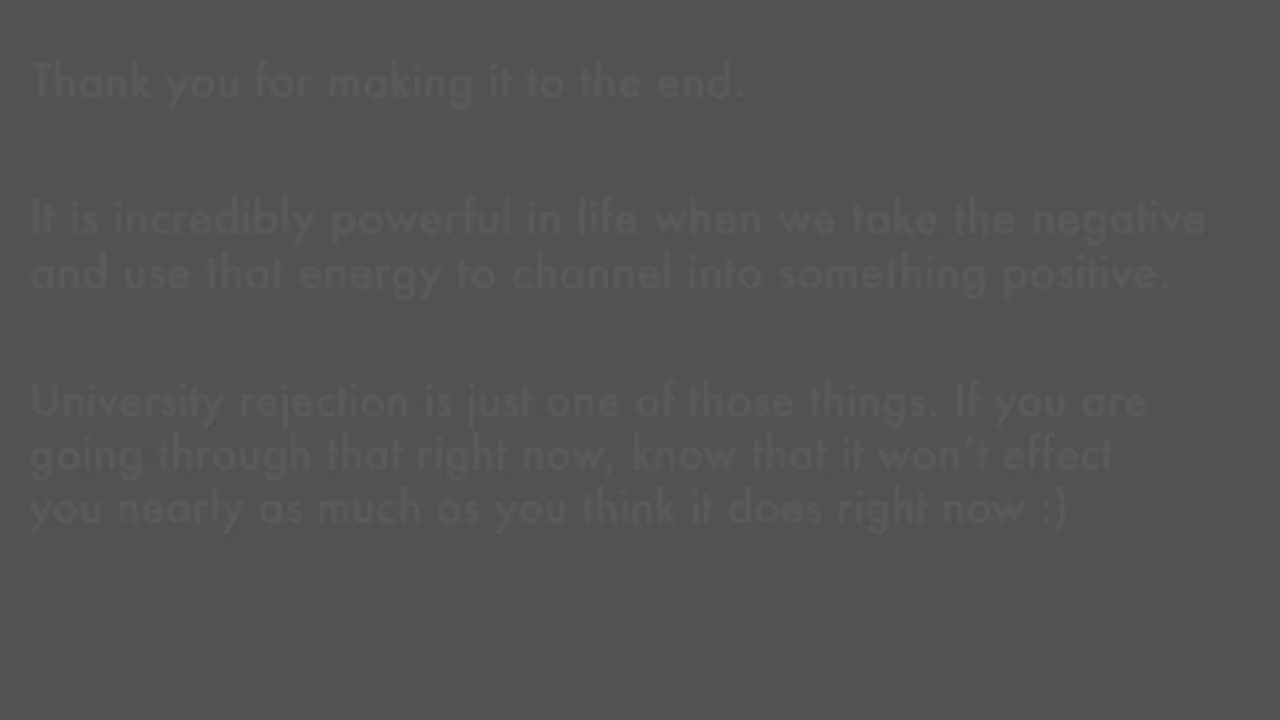 Thank you for making it to the end.
It is incredibly powerful in life when we take the negative
and use that energy to channel into something positive.
University rejection is just one of those things. If you are
going through that right now, know that it won’t effect
you nearly as much as you think it does right now :)